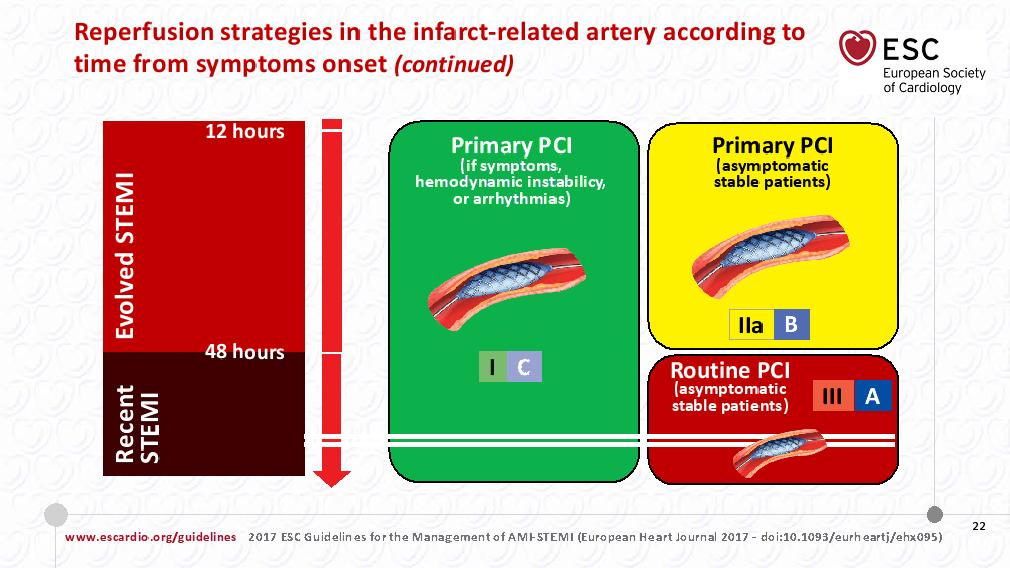 Reperfusion strategies in the infarct-related artery according to
time from symptoms onset (continued)
ESC
European Society
of Cardiology
12 hours
Evolved STEMI
48 hours
Recent
STEMI
Primary PCI
(if symptoms,
hemodynamic instabilicy,
or arrhythmias)
I C
Primary PCI
(asymptomatic
stable patients)
IIa B
Routine PCI
(asymptomatic
stable patients)
III A
22
www.escardio.org/guidelines 2017 ESC Guidelines for the Management of AMI-STEMI (European Heart Journal 2017 - doi:10.1093/eurheartj/ehx095)